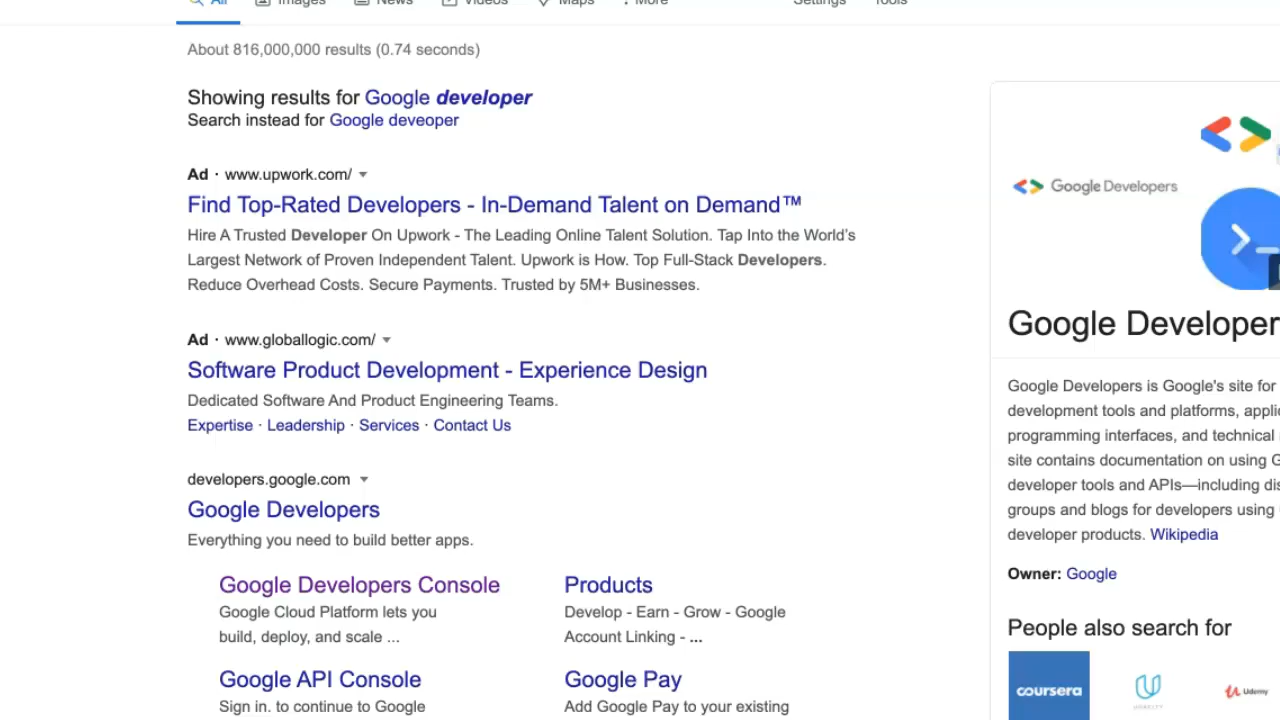 All Images News Videos Maps More Settings Tools
About 816,000,000 results (0.74 seconds)
Showing results for Google developer
Search instead for Google deveoper
Ad · www.upwork.com/
Find Top-Rated Developers - In-Demand Talent on Demand™
Hire A Trusted Developer On Upwork - The Leading Online Talent Solution. Tap Into the World's
Largest Network of Proven Independent Talent. Upwork is How. Top Full-Stack Developers.
Reduce Overhead Costs. Secure Payments. Trusted by 5M+ Businesses.
Ad · www.globallogic.com/
Software Product Development - Experience Design
Dedicated Software And Product Engineering Teams.
Expertise · Leadership · Services · Contact Us
developers.google.com
Google Developers
Everything you need to build better apps.
Google Developers Console
Google Cloud Platform lets you
build, deploy, and scale ...
Products
Develop - Earn - Grow - Google
Account Linking - ...
Google API Console
Sign in. to continue to Google
Google Pay
Add Google Pay to your existing
Google Developers
Google Developer
Google Developers is Google's site for
development tools and platforms, applic
programming interfaces, and technical
site contains documentation on using G
developer tools and APIs—including dis
groups and blogs for developers using
developer products. Wikipedia
Owner: Google
People also search for
coursera
UDACITY
Udemy